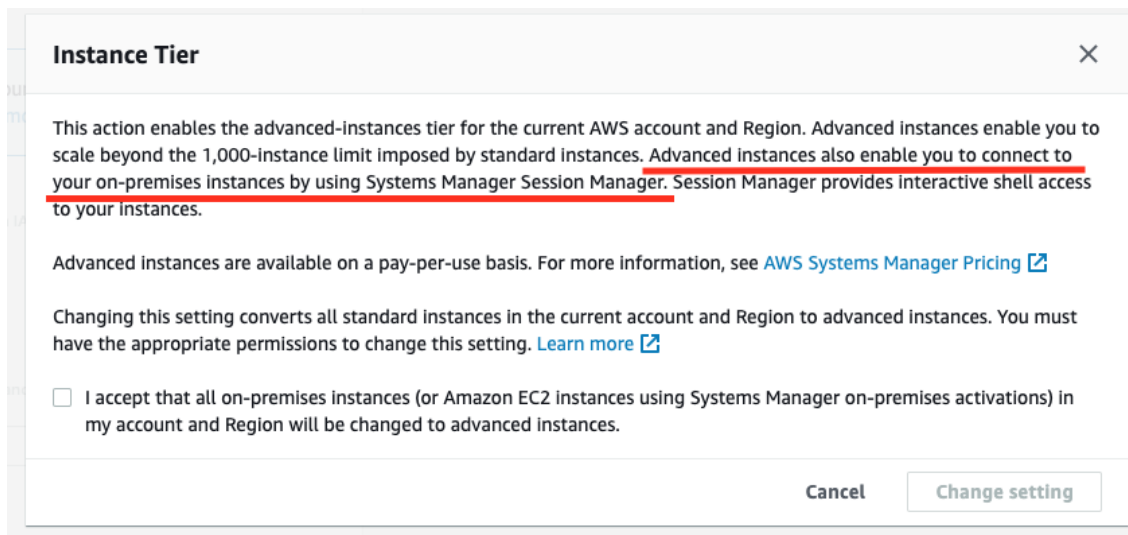 Instance Tier
This action enables the advanced-instances tier for the current AWS account and Region. Advanced instances enable you to
scale beyond the 1,000-instance limit imposed by standard instances. Advanced instances also enable you to connect to
your on-premises instances by using Systems Manager Session Manager. Session Manager provides interactive shell access
to your instances.
Advanced instances are available on a pay-per-use basis. For more information, see AWS Systems Manager Pricing
Changing this setting converts all standard instances in the current account and Region to advanced instances. You must
have the appropriate permissions to change this setting. Learn more
I accept that all on-premises instances (or Amazon EC2 instances using Systems Manager on-premises activations) in
my account and Region will be changed to advanced instances.
Cancel Change setting